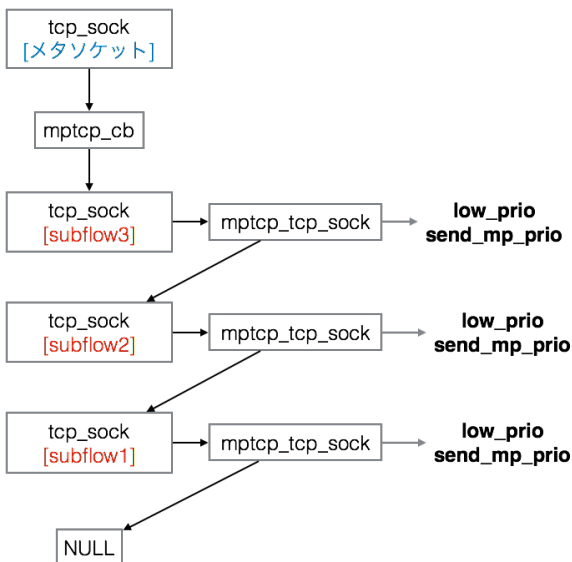 tcp_sock
[メタソケット]
mptcp_cb
tcp_sock
[subflow3]
mptcp_tcp_sock
low_prio
send_mp_prio
tcp_sock
[subflow2]
mptcp_tcp_sock
low_prio
send_mp_prio
tcp_sock
[subflow1]
mptcp_tcp_sock
low_prio
send_mp_prio
NULL